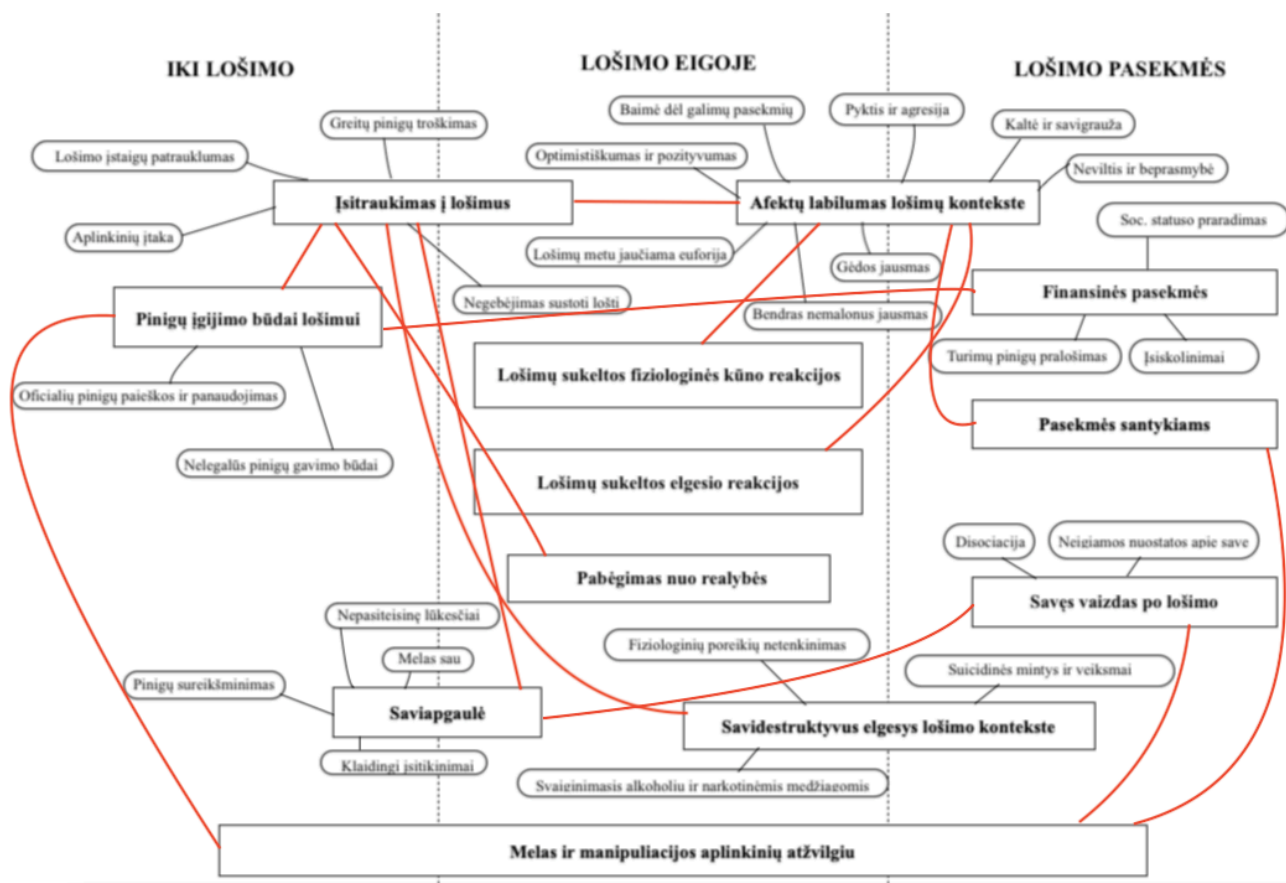 IKI LOŠIMO
LOŠIMO EIGOJE
LOŠIMO PASEKMĖS
Greitų pinigų troškimas
Baimė dėl galimų pasekmių
Pyktis ir agresija
Kaltė ir savigrauža
Lošimo įstaigų patrauklumas
Optimistiškumas ir pozityvumas
Neviltis ir beprasmybė
Įsitraukimas į lošimus
Afektų labilumas lošimų kontekste
Soc. statuso praradimas
Aplinkinių įtaka
Lošimų metu jaučiama euforija
Gėdos jausmas
Negebėjimas sustoti lošti
Finansinės pasekmės
Pinigų įgijimo būdai lošimui
Bendras nemalonus jausmas
Turimų pinigų pralošimas
Įsiskolinimai
Lošimų sukeltos fiziologinės kūno reakcijos
Oficialių pinigų paieškos ir panaudojimas
Pasekmės santykiams
Nelegalūs pinigų gavimo būdai
Lošimų sukeltos elgesio reakcijos
Disociacija
Neigiamos nuostatos apie save
Pabėgimas nuo realybės
Savęs vaizdas po lošimo
Nepasiteisinę lūkesčiai
Fiziologinių poreikių netenkinimas
Melas sau
Suicidinės mintys ir veiksmai
Pinigų sureikšminimas
Saviapgaulė
Savidestruktyvus elgesys lošimo kontekste
Klaidingi įsitikinimai
Svaiginimasis alkoholiu ir narkotinėmis medžiagomis
Melas ir manipuliacijos aplinkinių atžvilgiu